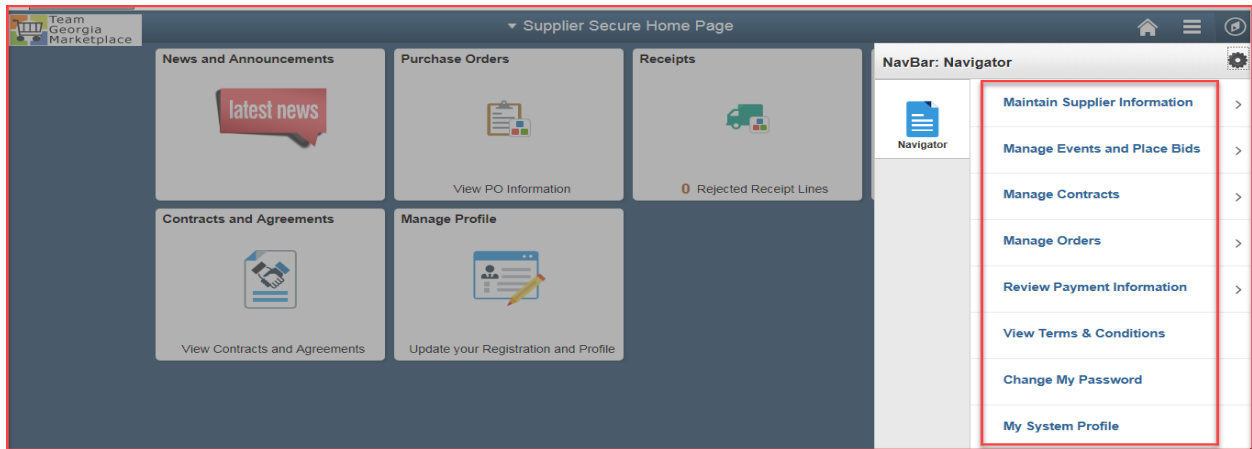 Team
Georgia
Marketplace
Supplier Secure Home Page
News and Announcements
latest news
Purchase Orders
View PO Information
Receipts
0 Rejected Receipt Lines
Contracts and Agreements
View Contracts and Agreements
Manage Profile
Update your Registration and Profile
NavBar: Navigator
Navigator
Maintain Supplier Information
Manage Events and Place Bids
Manage Contracts
Manage Orders
Review Payment Information
View Terms & Conditions
Change My Password
My System Profile